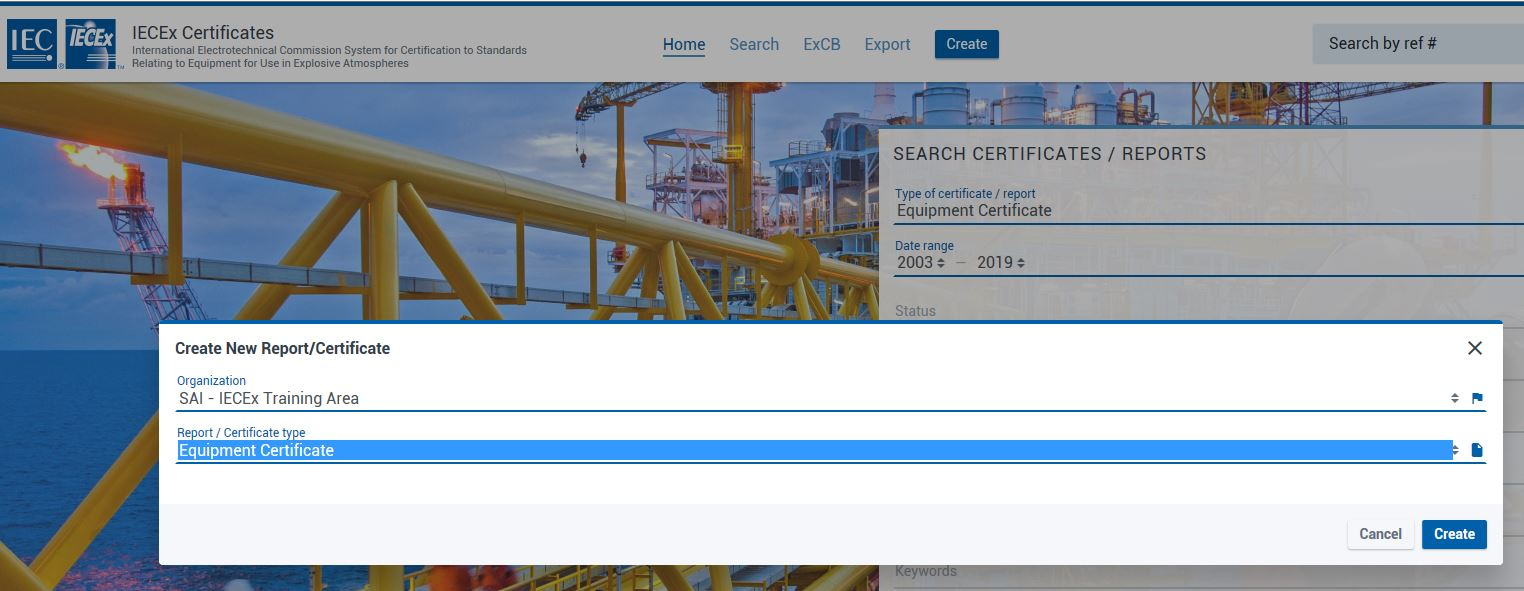 IEC
IECEx
IECEx Certificates
International Electrotechnical Commission System for Certification to Standards
Relating to Equipment for Use in Explosive Atmospheres
Home Search ExCB Export Create
Search by ref #
SEARCH CERTIFICATES / REPORTS
Type of certificate / report
Equipment Certificate
Date range
2003 — 2019
Status
Create New Report/Certificate
Organization
SAI - IECEx Training Area
Report / Certificate type
Equipment Certificate
Cancel Create
Keywords